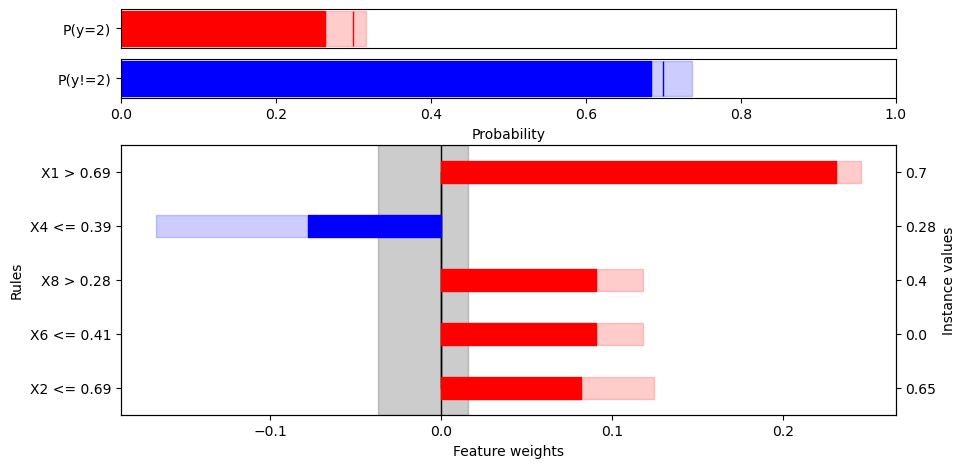 P(y=2)
P(y!=2)
0.0 0.2 0.4 0.6 0.8 1.0
Probability
X1 > 0.69 0.7
X4 <= 0.39 0.28
X8 > 0.28 0.4
X6 <= 0.41 0.0
X2 <= 0.69 0.65
Rules
Instance values
−0.1 0.0 0.1 0.2
Feature weights